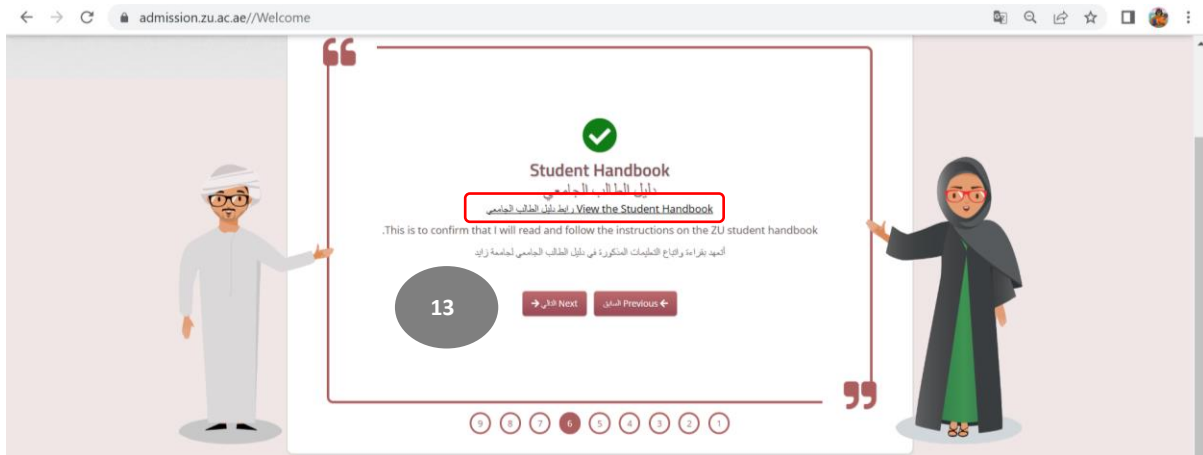 admission.zu.ac.ae//Welcome
Student Handbook
دليل الطالب الجامعي
View the Student Handbook رابط دليل الطالب الجامعي
.This is to confirm that I will read and follow the instructions on the ZU student handbook
أتعهد بقراءة واتباع التعليمات المذكورة في دليل الطالب الجامعي لجامعة زايد
13
Next التالي
Previous السابق
9 8 7 6 5 4 3 2 1